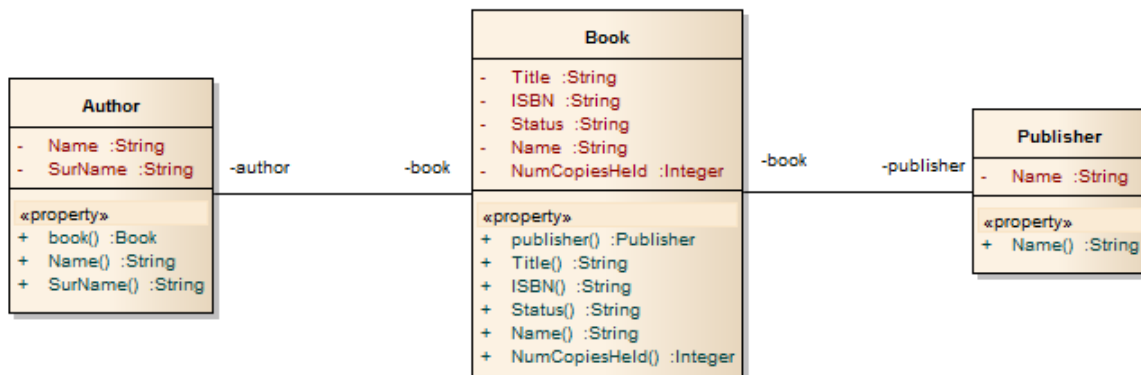 Author
- Name :String
- SurName :String
«property»
+ book() :Book
+ Name() :String
+ SurName() :String
-author
-book
Book
- Title :String
- ISBN :String
- Status :String
- Name :String
- NumCopiesHeld :Integer
«property»
+ publisher() :Publisher
+ Title() :String
+ ISBN() :String
+ Status() :String
+ Name() :String
+ NumCopiesHeld() :Integer
-book
-publisher
Publisher
- Name :String
«property»
+ Name() :String